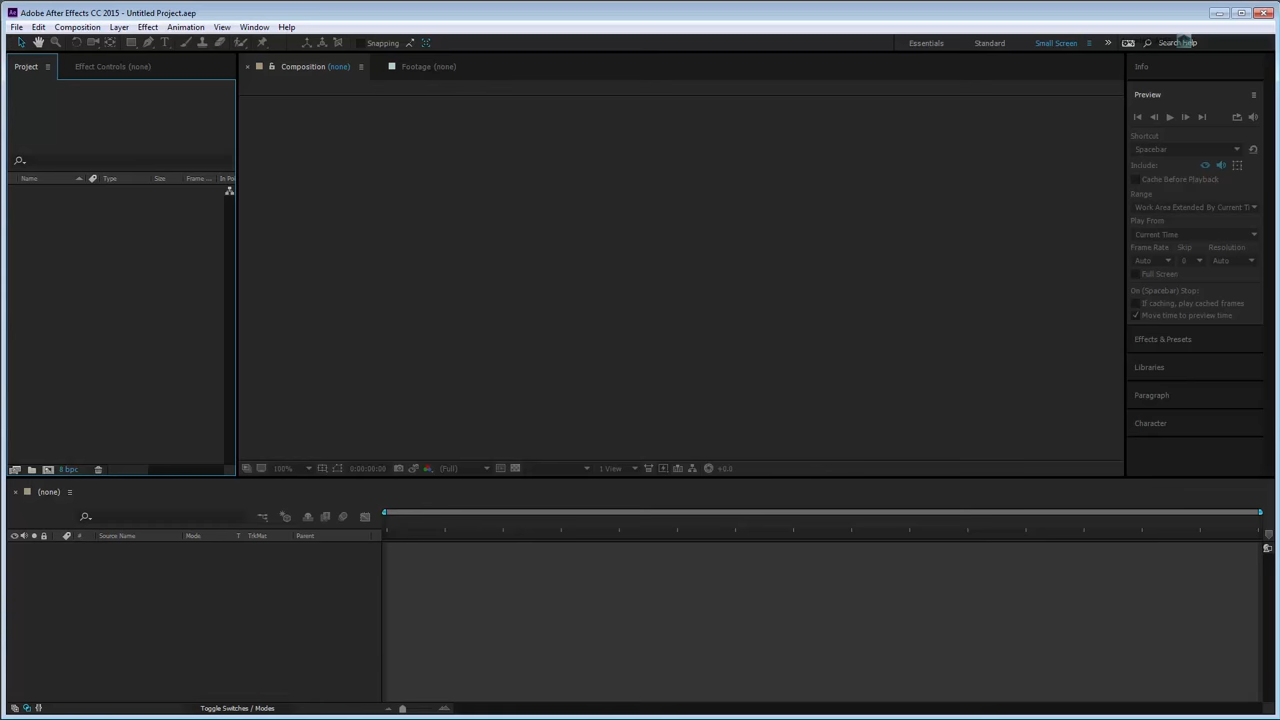 Adobe After Effects CC 2015 - Untitled Project.aep
File Edit Composition Layer Effect Animation View Window Help
Snapping Essentials Standard Small Screen Search Help
Project Effect Controls (none) Composition (none) Footage (none) Info
Preview
Shortcut
Spacebar
Include:
Cache Before Playback
Range
Work Area Extended By Current Ti
Play From
Current Time
Frame Rate Skip Resolution
Auto 0 Auto
Full Screen
On (Spacebar) Stop:
If caching, play cached frames
Move time to preview time
Effects & Presets
Libraries
Paragraph
Character
Name Type Size Frame ... In Poi
8 bpc
100% 0:00:00:00 (Full) 1 View +0.0
(none)
# Source Name Mode T TrkMat Parent
Toggle Switches / Modes